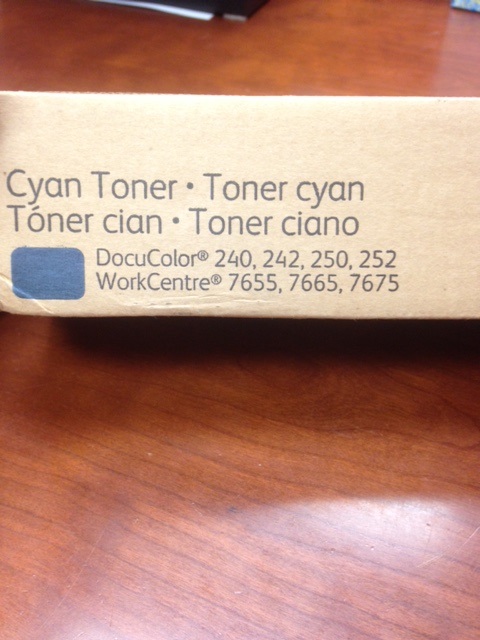 Cyan Toner • Toner cyan
Tóner cian • Toner ciano
DocuColor® 240, 242, 250, 252
WorkCentre® 7655, 7665, 7675